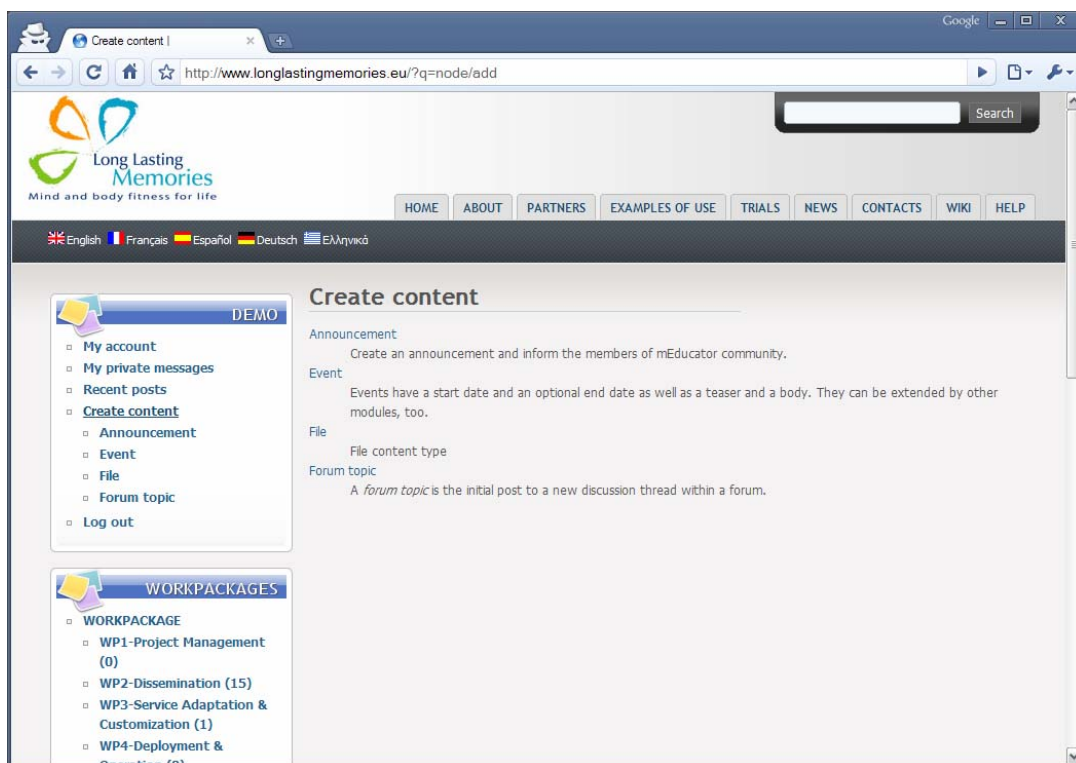 Google
Create content |
http://www.longlastingmemories.eu/?q=node/add
Search
Long Lasting
Memories
Mind and body fitness for life
HOME ABOUT PARTNERS EXAMPLES OF USE TRIALS NEWS CONTACTS WIKI HELP
English Français Español Deutsch Ελληνικά
DEMO
My account
My private messages
Recent posts
Create content
Announcement
Event
File
Forum topic
Log out
WORKPACKAGES
WORKPACKAGE
WP1-Project Management
(0)
WP2-Dissemination (15)
WP3-Service Adaptation &
Customization (1)
WP4-Deployment &
Create content
Announcement
Create an announcement and inform the members of mEducator community.
Event
Events have a start date and an optional end date as well as a teaser and a body. They can be extended by other
modules, too.
File
File content type
Forum topic
A forum topic is the initial post to a new discussion thread within a forum.